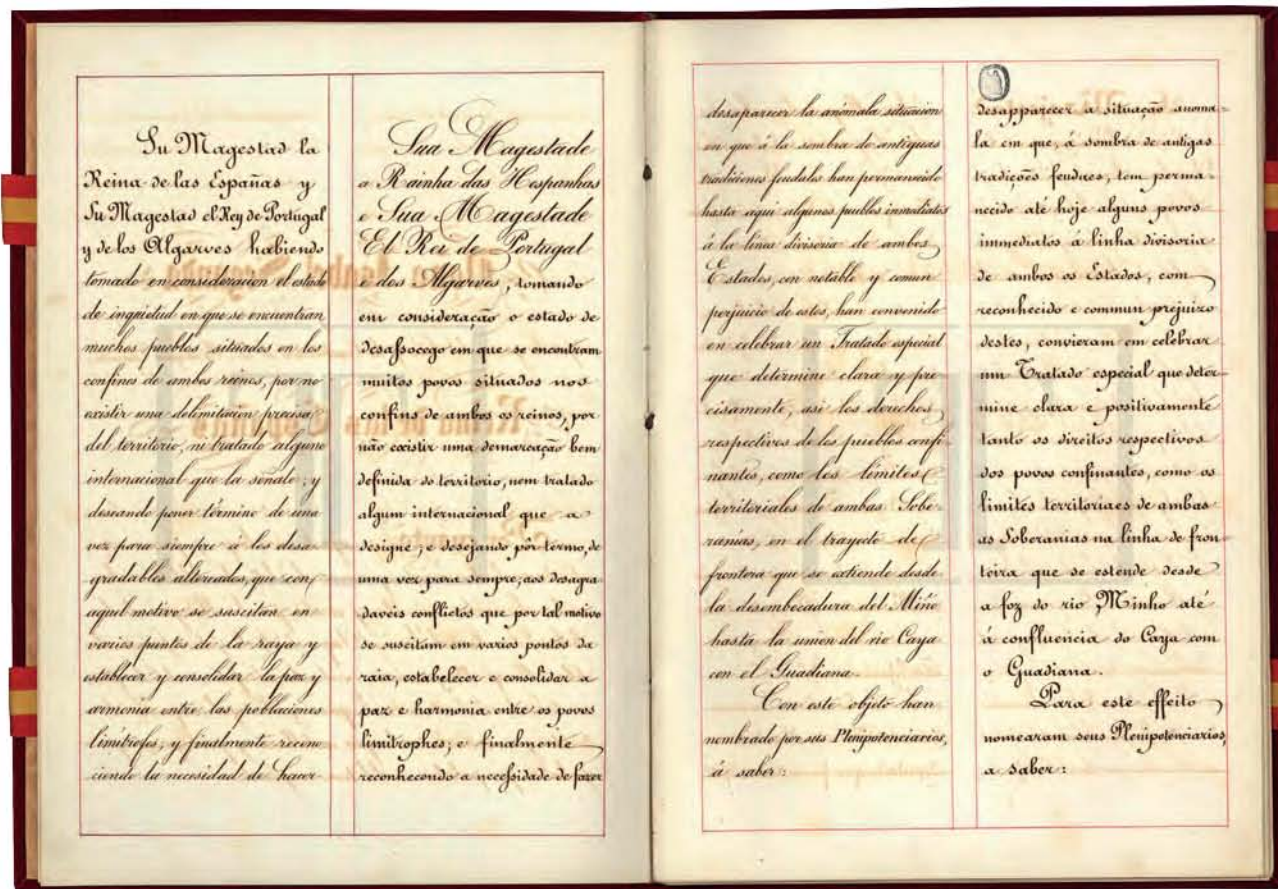 Su Magestad la
Reina de las Españas y
Su Magestad el Rey de Portugal
y de los Algarves habiendo
tomado en consideracion el estado
de inquietud en que se encuentran
muchos pueblos situados en los
confines de ambos reinos, por no
existir una delimitacion precisa
del territorio, ni tratado alguno
internacional que la señale; y
deseando poner término de una
vez para siempre á los desa-
gradables altercados, que con
aquel motivo se suscitan en
varios puntos de la raya y
establecer y consolidar la paz y
armonia entre las poblaciones
limitrofes, y finalmente recono
ciendo la necesidad de hacer
Sua Magestade
a Rainha das Hespanhas
e Sua Magestade
El Rei de Portugal
e dos Algarves, tomando
em consideração o estado de
desassocego em que se encontram
muitos povos situados nos
confins de ambos os reinos, por
não existir uma demarcação bem
definida do territorio, nem tratado
algum internacional que a
designe; e desejando pôr termo, de
uma vez para sempre, aos desagra
daveis conflictos que por tal motivo
se suscitam em varios pontos da
raia, estabelecer e consolidar a
paz e harmonia entre os povos
limitrophes; e finalmente
reconhecendo a necessidade de fazer
desaparecer la anómala situacion
en que á la sombra de antiguas
tradiciones feudales han permanecido
hasta aqui algunos pueblos inmediatos
á la linea divisoria de ambos
Estados, con notable y comun
perjuicio de estos, han convenido
en celebrar un Tratado especial
que determine clara y pre
cisamente, asi los derechos
respectivos de los pueblos confi-
nantes, como los límites
territoriales de ambas Sobe-
ranias, en el trayecto de
frontera que se extiende desde
la desembocadura del Miño
hasta la union del rio Caya
con el Guadiana.
Con este objeto han
nombrado por sus Plenipotenciarios,
á saber:
desapparecer a situação anoma-
la em que, á sombra de antigas
tradições feudaes, tem perma-
necido até hoje alguns povos
immediatos á linha divisoria
de ambos os Estados, com
reconhecido e commun prejuizo
destes, convieram em celebrar
um Tratado especial que deter-
mine clara e positivamente
tanto os direitos respectivos
dos povos confinantes, como os
limites territoriaes de ambas
as Soberanias na linha de fron-
teira que se estende desde
a foz do rio Minho até
á confluencia do Caya com
o Guadiana.
Para este effeito
nomearam seus Plenipotenciarios,
a saber: